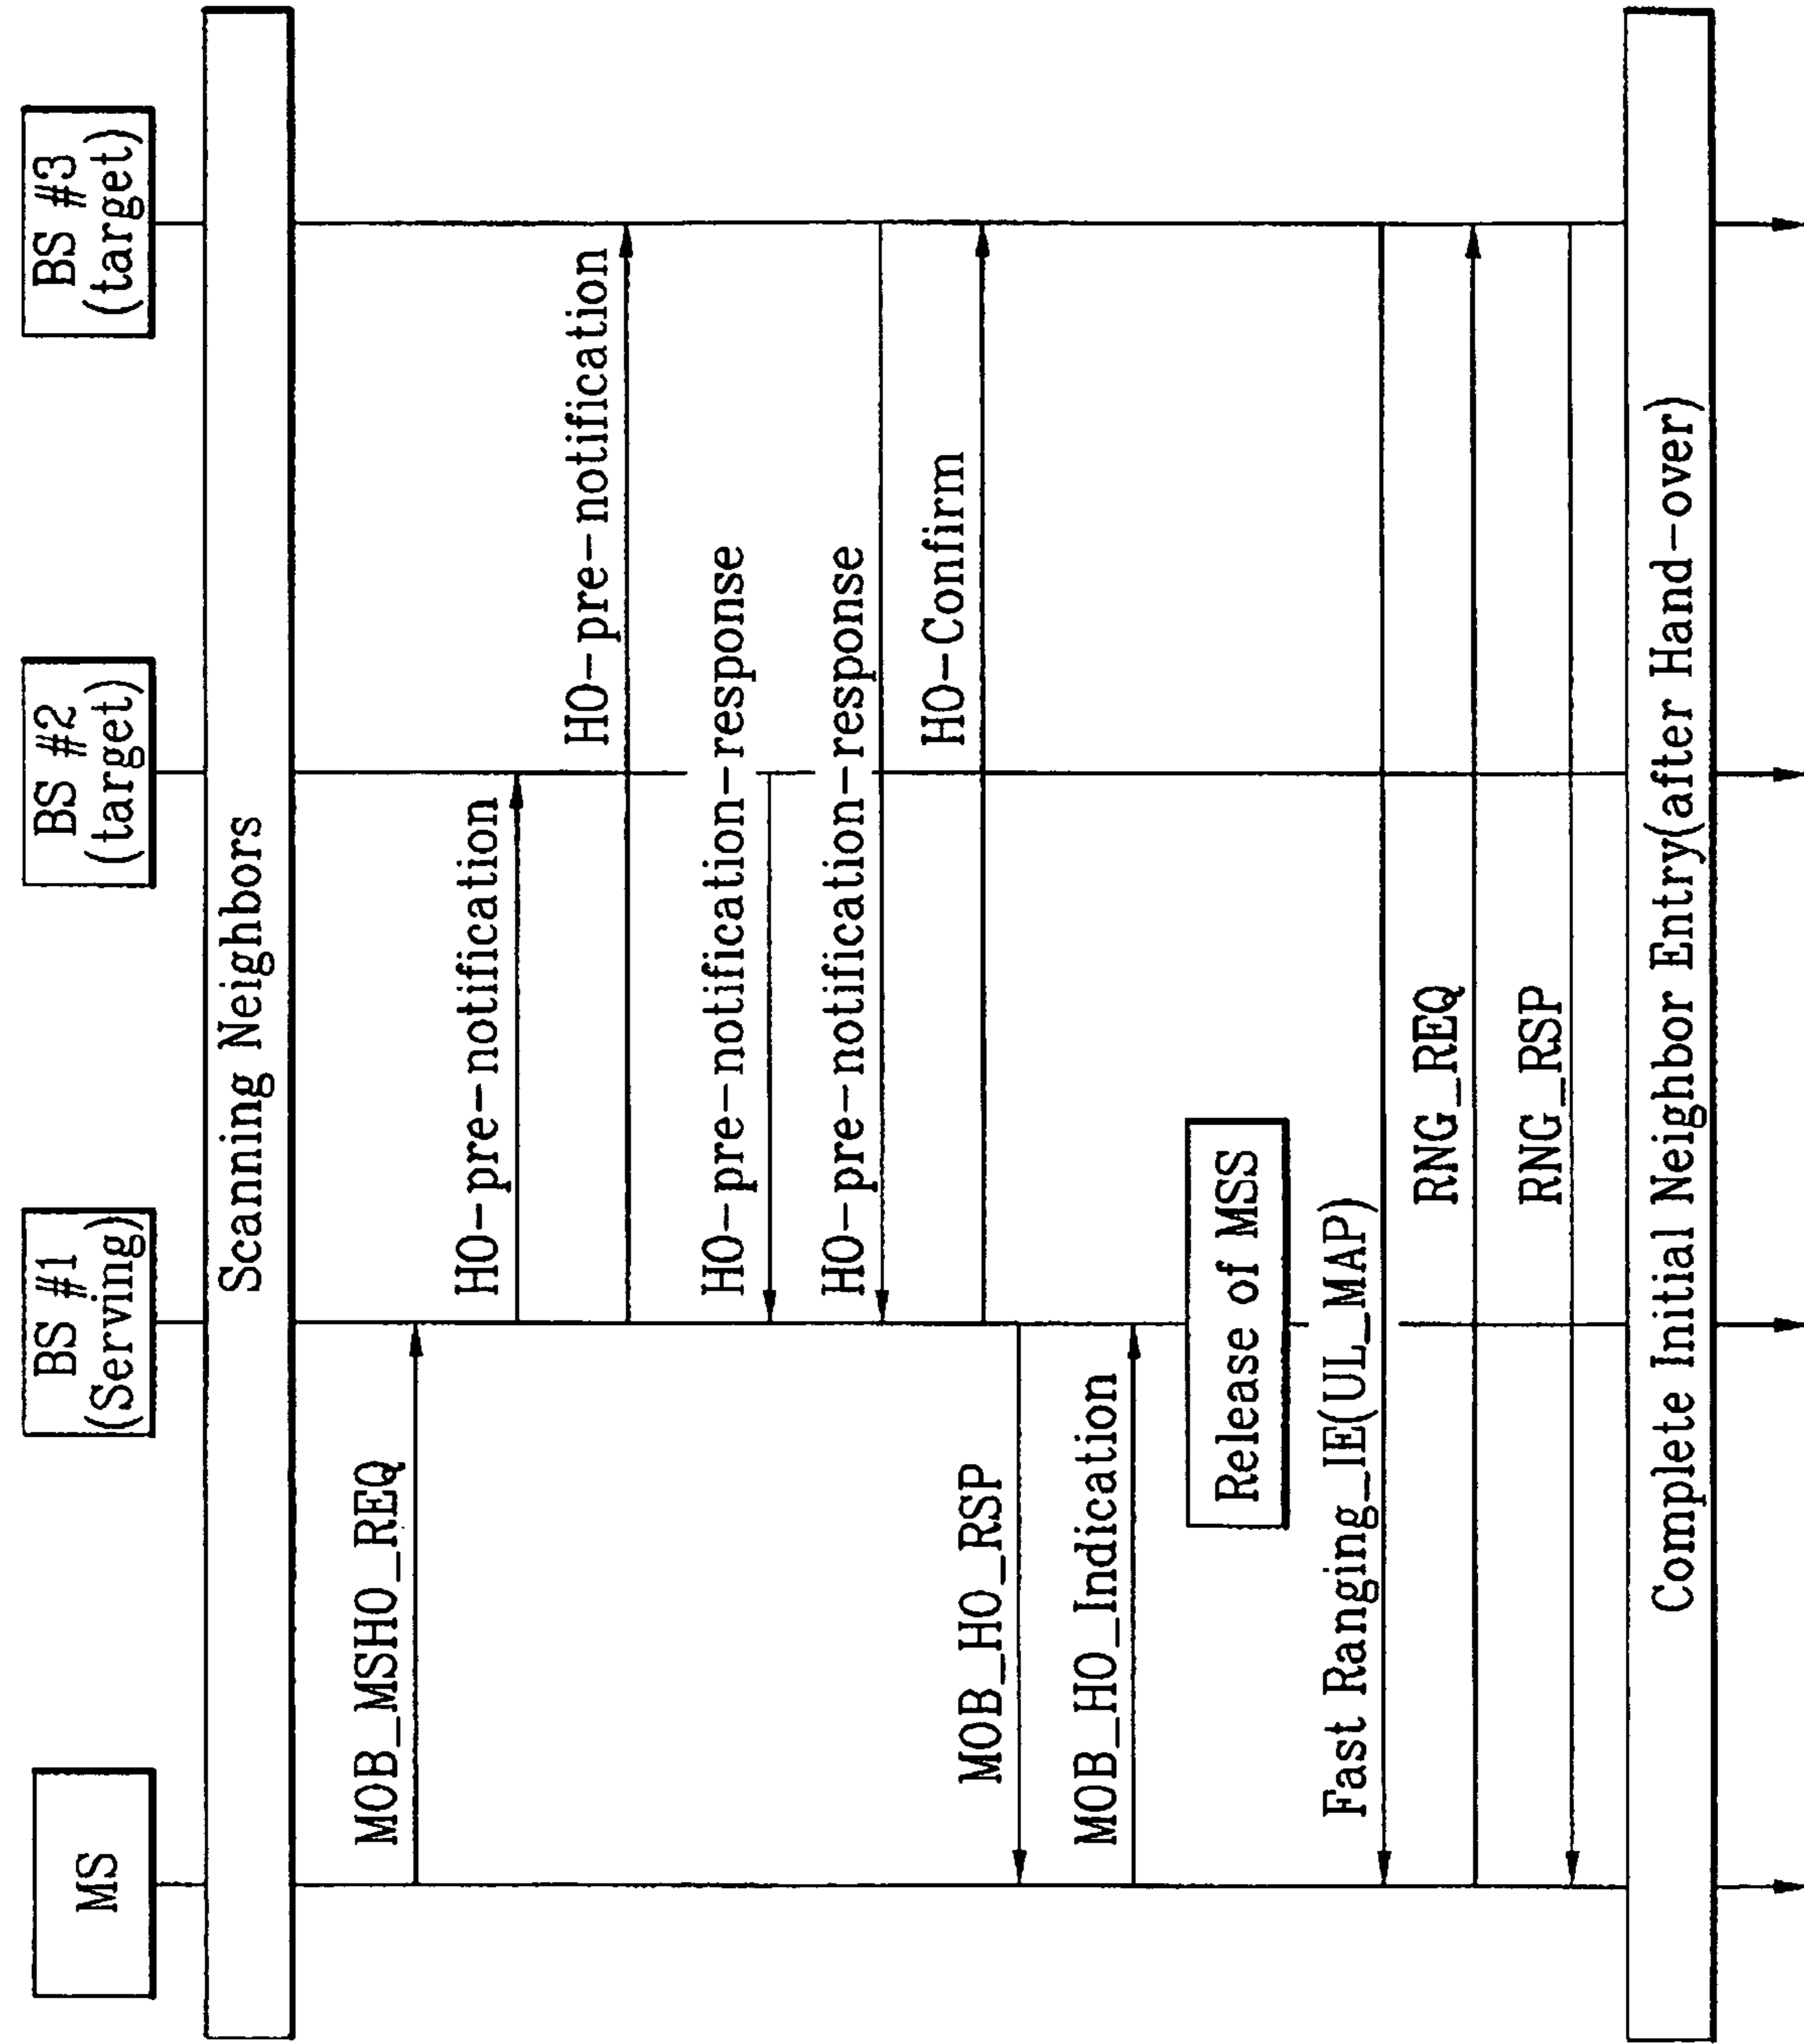 MS
BS #1
(Serving)
BS #2
(target)
BS #3
(target)
Scanning Neighbors
MOB_MSHO_REQ
HO-pre-notification
HO-pre-notification
HO-pre-notification-response
HO-pre-notification-response
HO-Confirm
MOB_HO_RSP
MOB_HO_Indication
Release of MSS
Fast Ranging_IE(UL_MAP)
RNG_REQ
RNG_RSP
Complete Initial Neighbor Entry(after Hand-over)